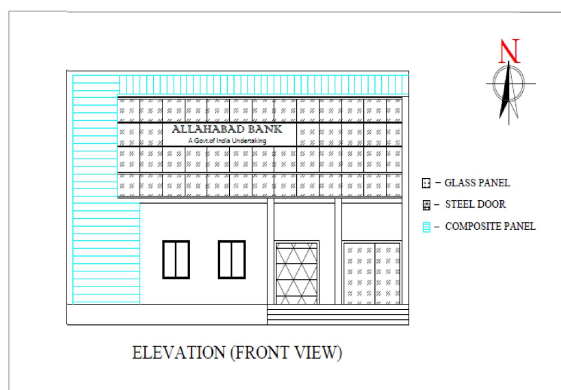 N
ALLAHABAD BANK
A Govt.of India Undertaking
– GLASS PANEL
– STEEL DOOR
– COMPOSITE PANEL
ELEVATION (FRONT VIEW)